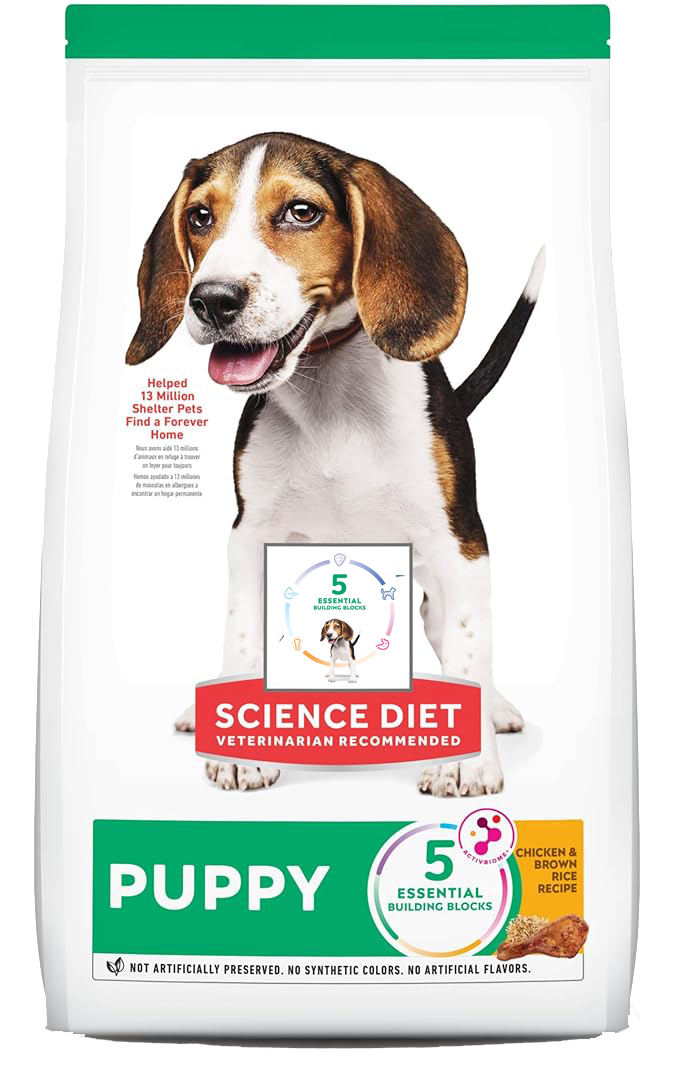 Helped
13 Million
Shelter Pets
Find a Forever
Home
Nous avons aidé 13 millions
d'animaux en refuge à trouver
un foyer pour toujours
Hemos ayudado a 13 millones
de mascotas en albergues a
encontrar un hogar permanente
5
ESSENTIAL
BUILDING BLOCKS
SCIENCE DIET
VETERINARIAN RECOMMENDED
PUPPY
5
ESSENTIAL
BUILDING BLOCKS
ACTIVBIOME+
CHICKEN &
BROWN
RICE
RECIPE
NOT ARTIFICIALLY PRESERVED. NO SYNTHETIC COLORS. NO ARTIFICIAL FLAVORS.